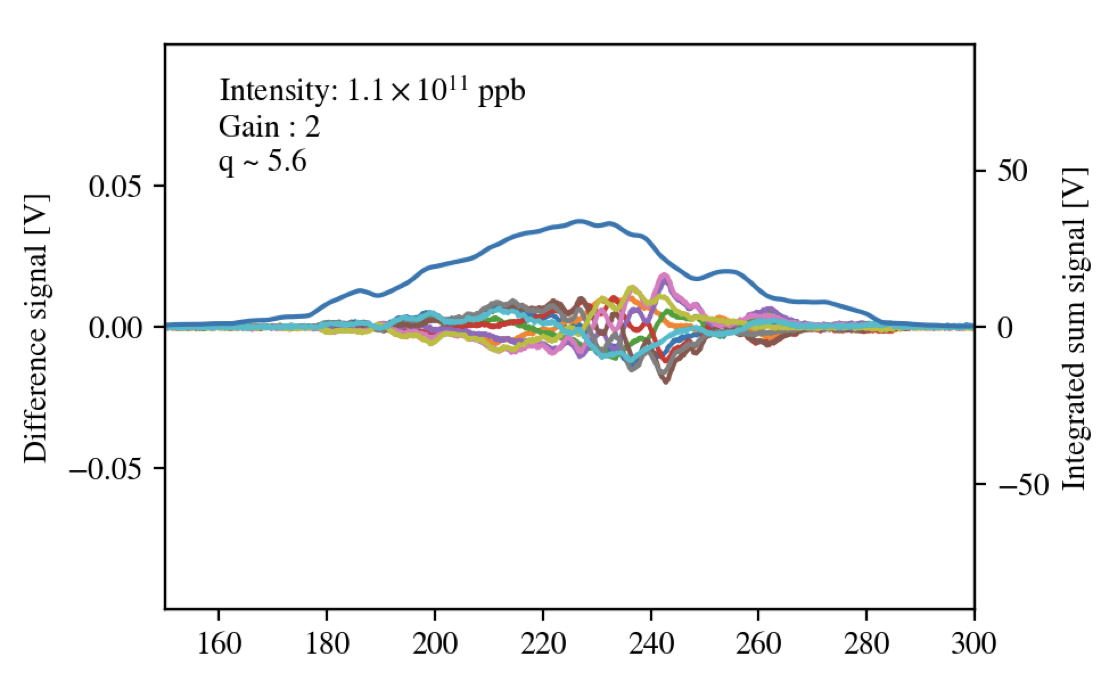 Intensity: 1.1 × 10¹¹ ppb
Gain : 2
q ~ 5.6
Difference signal [V]
0.05
0.00
−0.05
50
0
−50
Integrated sum signal [V]
160 180 200 220 240 260 280 300